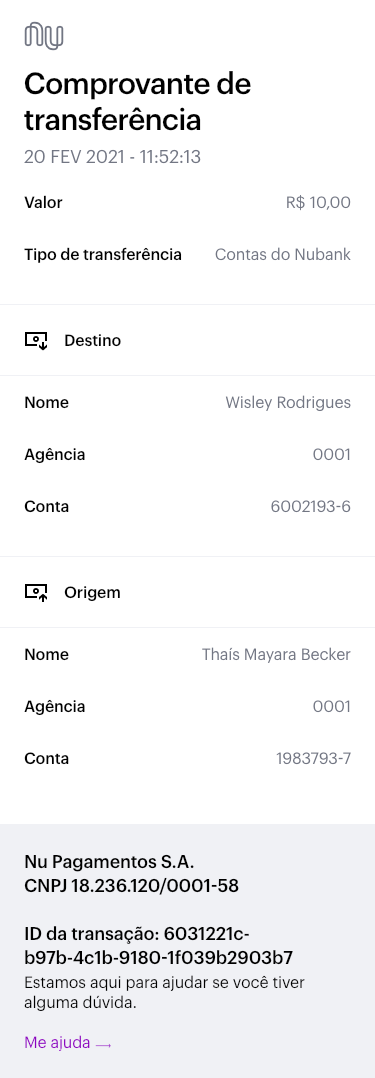 nu
Comprovante de
transferência
20 FEV 2021 - 11:52:13
Valor R$ 10,00
Tipo de transferência Contas do Nubank
Destino
Nome Wisley Rodrigues
Agência 0001
Conta 6002193-6
Origem
Nome Thaís Mayara Becker
Agência 0001
Conta 1983793-7
Nu Pagamentos S.A.
CNPJ 18.236.120/0001-58
ID da transação: 6031221c-
b97b-4c1b-9180-1f039b2903b7
Estamos aqui para ajudar se você tiver
alguma dúvida.
Me ajuda →